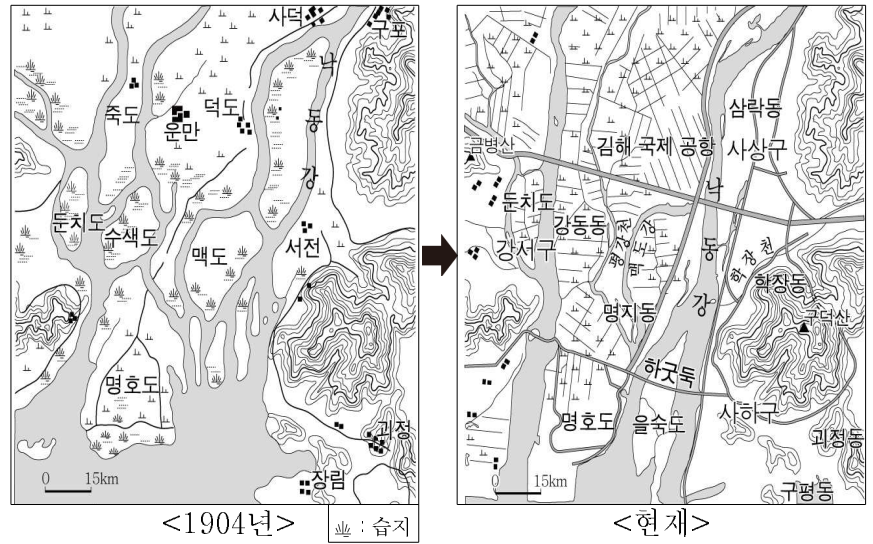 사덕
구포
낙
동
강
죽도
운만
덕도
둔치도
수색도
맥도
서전
명호도
괴정
장림
0 15km
<1904년>
: 습지
삼락동
김해 국제 공항
사상구
금병산
낙
동
강
둔치도
강동동
강서구
평강천
맥도강
학장천
학장동
구덕산
명지동
하굿둑
명호도
을숙도
사하구
괴정동
구평동
0 15km
<현재>